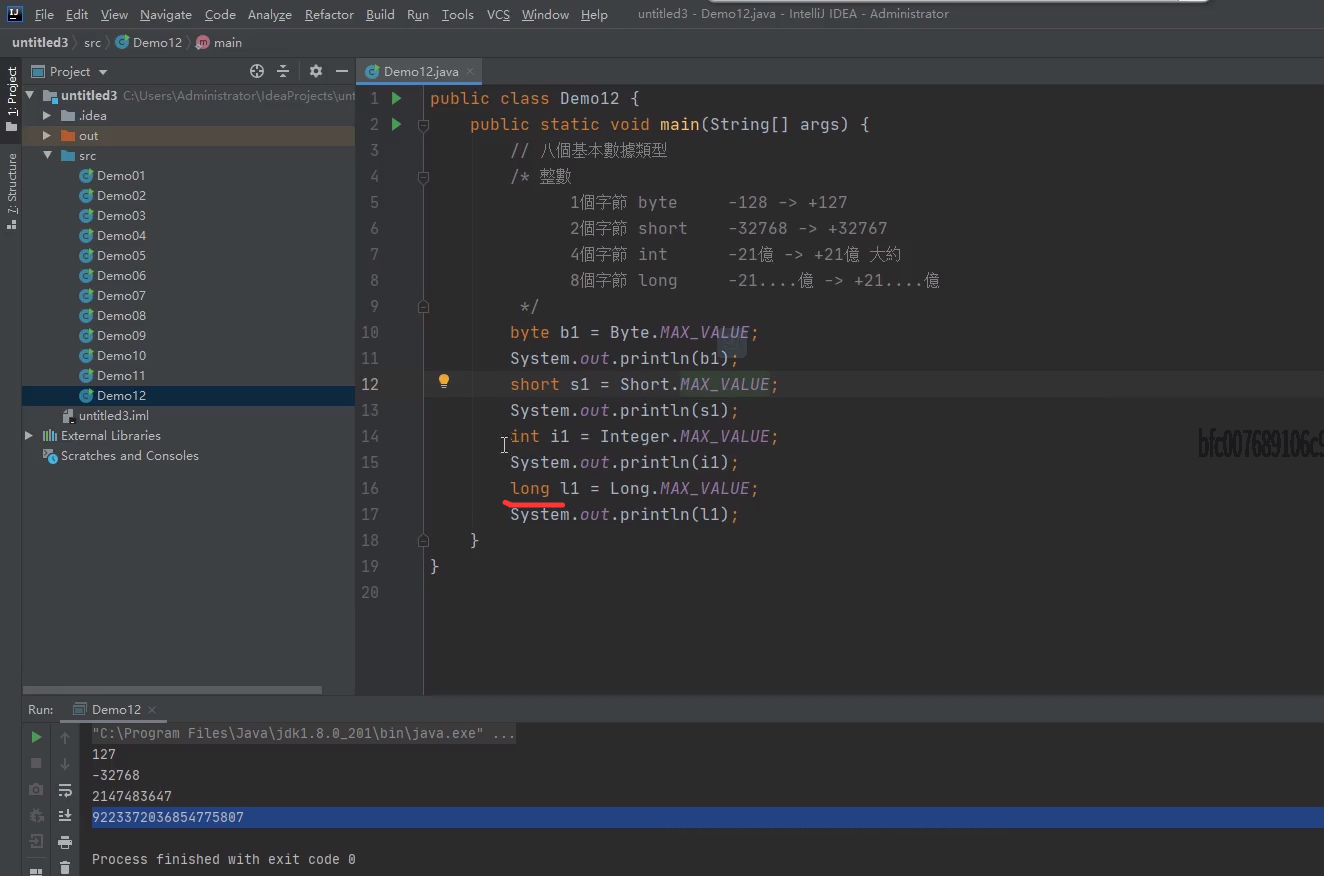 File Edit View Navigate Code Analyze Refactor Build Run Tools VCS Window Help untitled3 - Demo12.java - IntelliJ IDEA - Administrator
untitled3 src Demo12 main
Project
Demo12.java
1: Project
7: Structure
untitled3 C:\Users\Administrator\IdeaProjects\unt
.idea
out
src
Demo01
Demo02
Demo03
Demo04
Demo05
Demo06
Demo07
Demo08
Demo09
Demo10
Demo11
Demo12
untitled3.iml
External Libraries
Scratches and Consoles
1 public class Demo12 {
2 public static void main(String[] args) {
3 // 八個基本數據類型
4 /* 整數
5 1個字節 byte -128 -> +127
6 2個字節 short -32768 -> +32767
7 4個字節 int -21億 -> +21億 大約
8 8個字節 long -21....億 -> +21....億
9 */
10 byte b1 = Byte.MAX_VALUE;
11 System.out.println(b1);
12 short s1 = Short.MAX_VALUE;
13 System.out.println(s1);
14 int i1 = Integer.MAX_VALUE;
15 System.out.println(i1);
16 long l1 = Long.MAX_VALUE;
17 System.out.println(l1);
18 }
19 }
20
bfc007689106c9
Run: Demo12
"C:\Program Files\Java\jdk1.8.0_201\bin\java.exe" ...
127
-32768
2147483647
9223372036854775807
Process finished with exit code 0